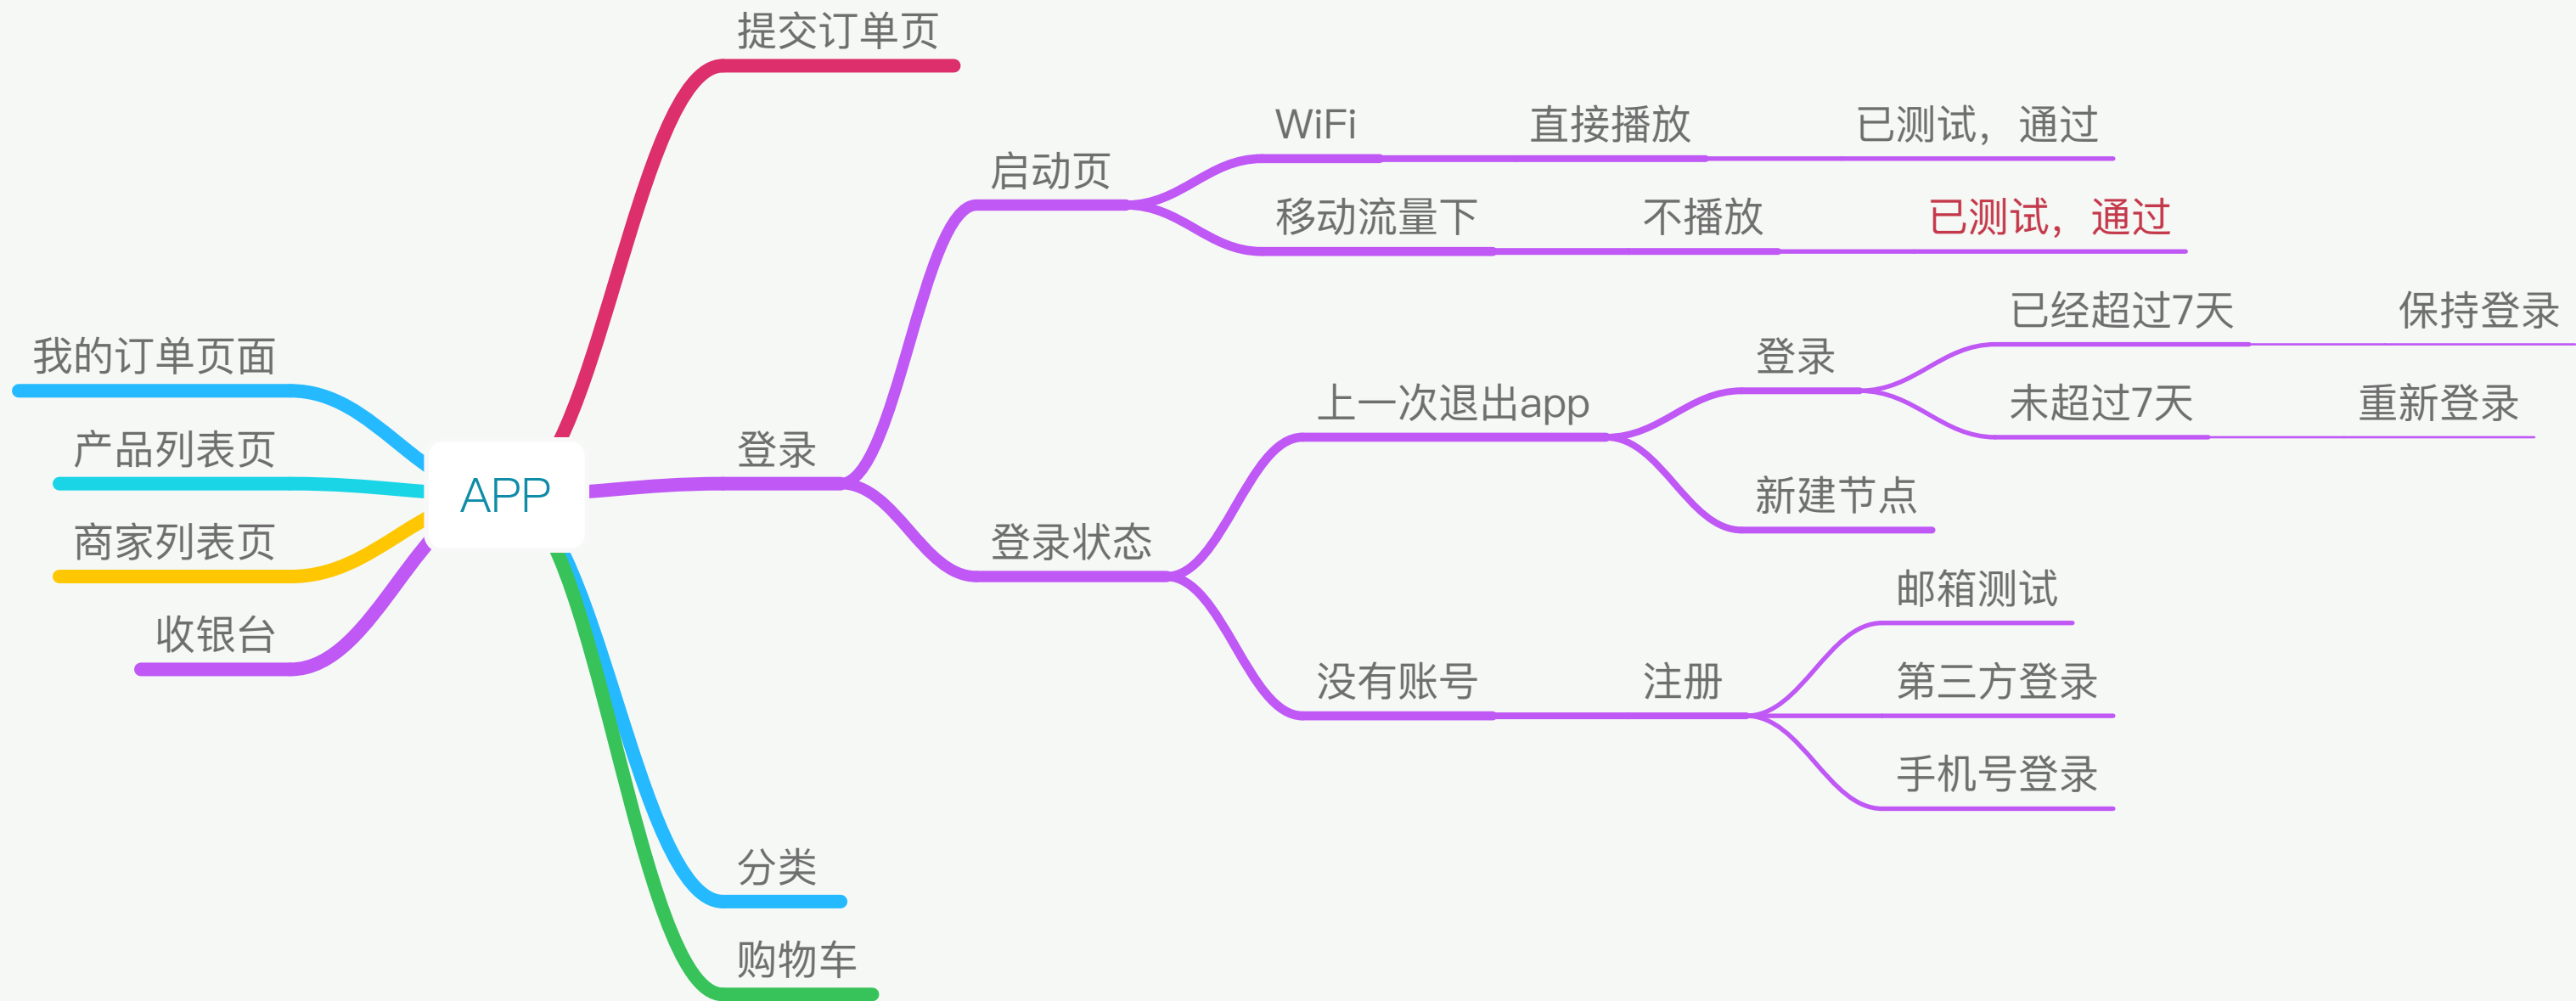 提交订单页
WiFi
直接播放
已测试，通过
启动页
移动流量下
不播放
已测试，通过
已经超过7天
保持登录
我的订单页面
登录
上一次退出app
未超过7天
重新登录
产品列表页
登录
APP
新建节点
商家列表页
登录状态
邮箱测试
收银台
没有账号
注册
第三方登录
手机号登录
分类
购物车